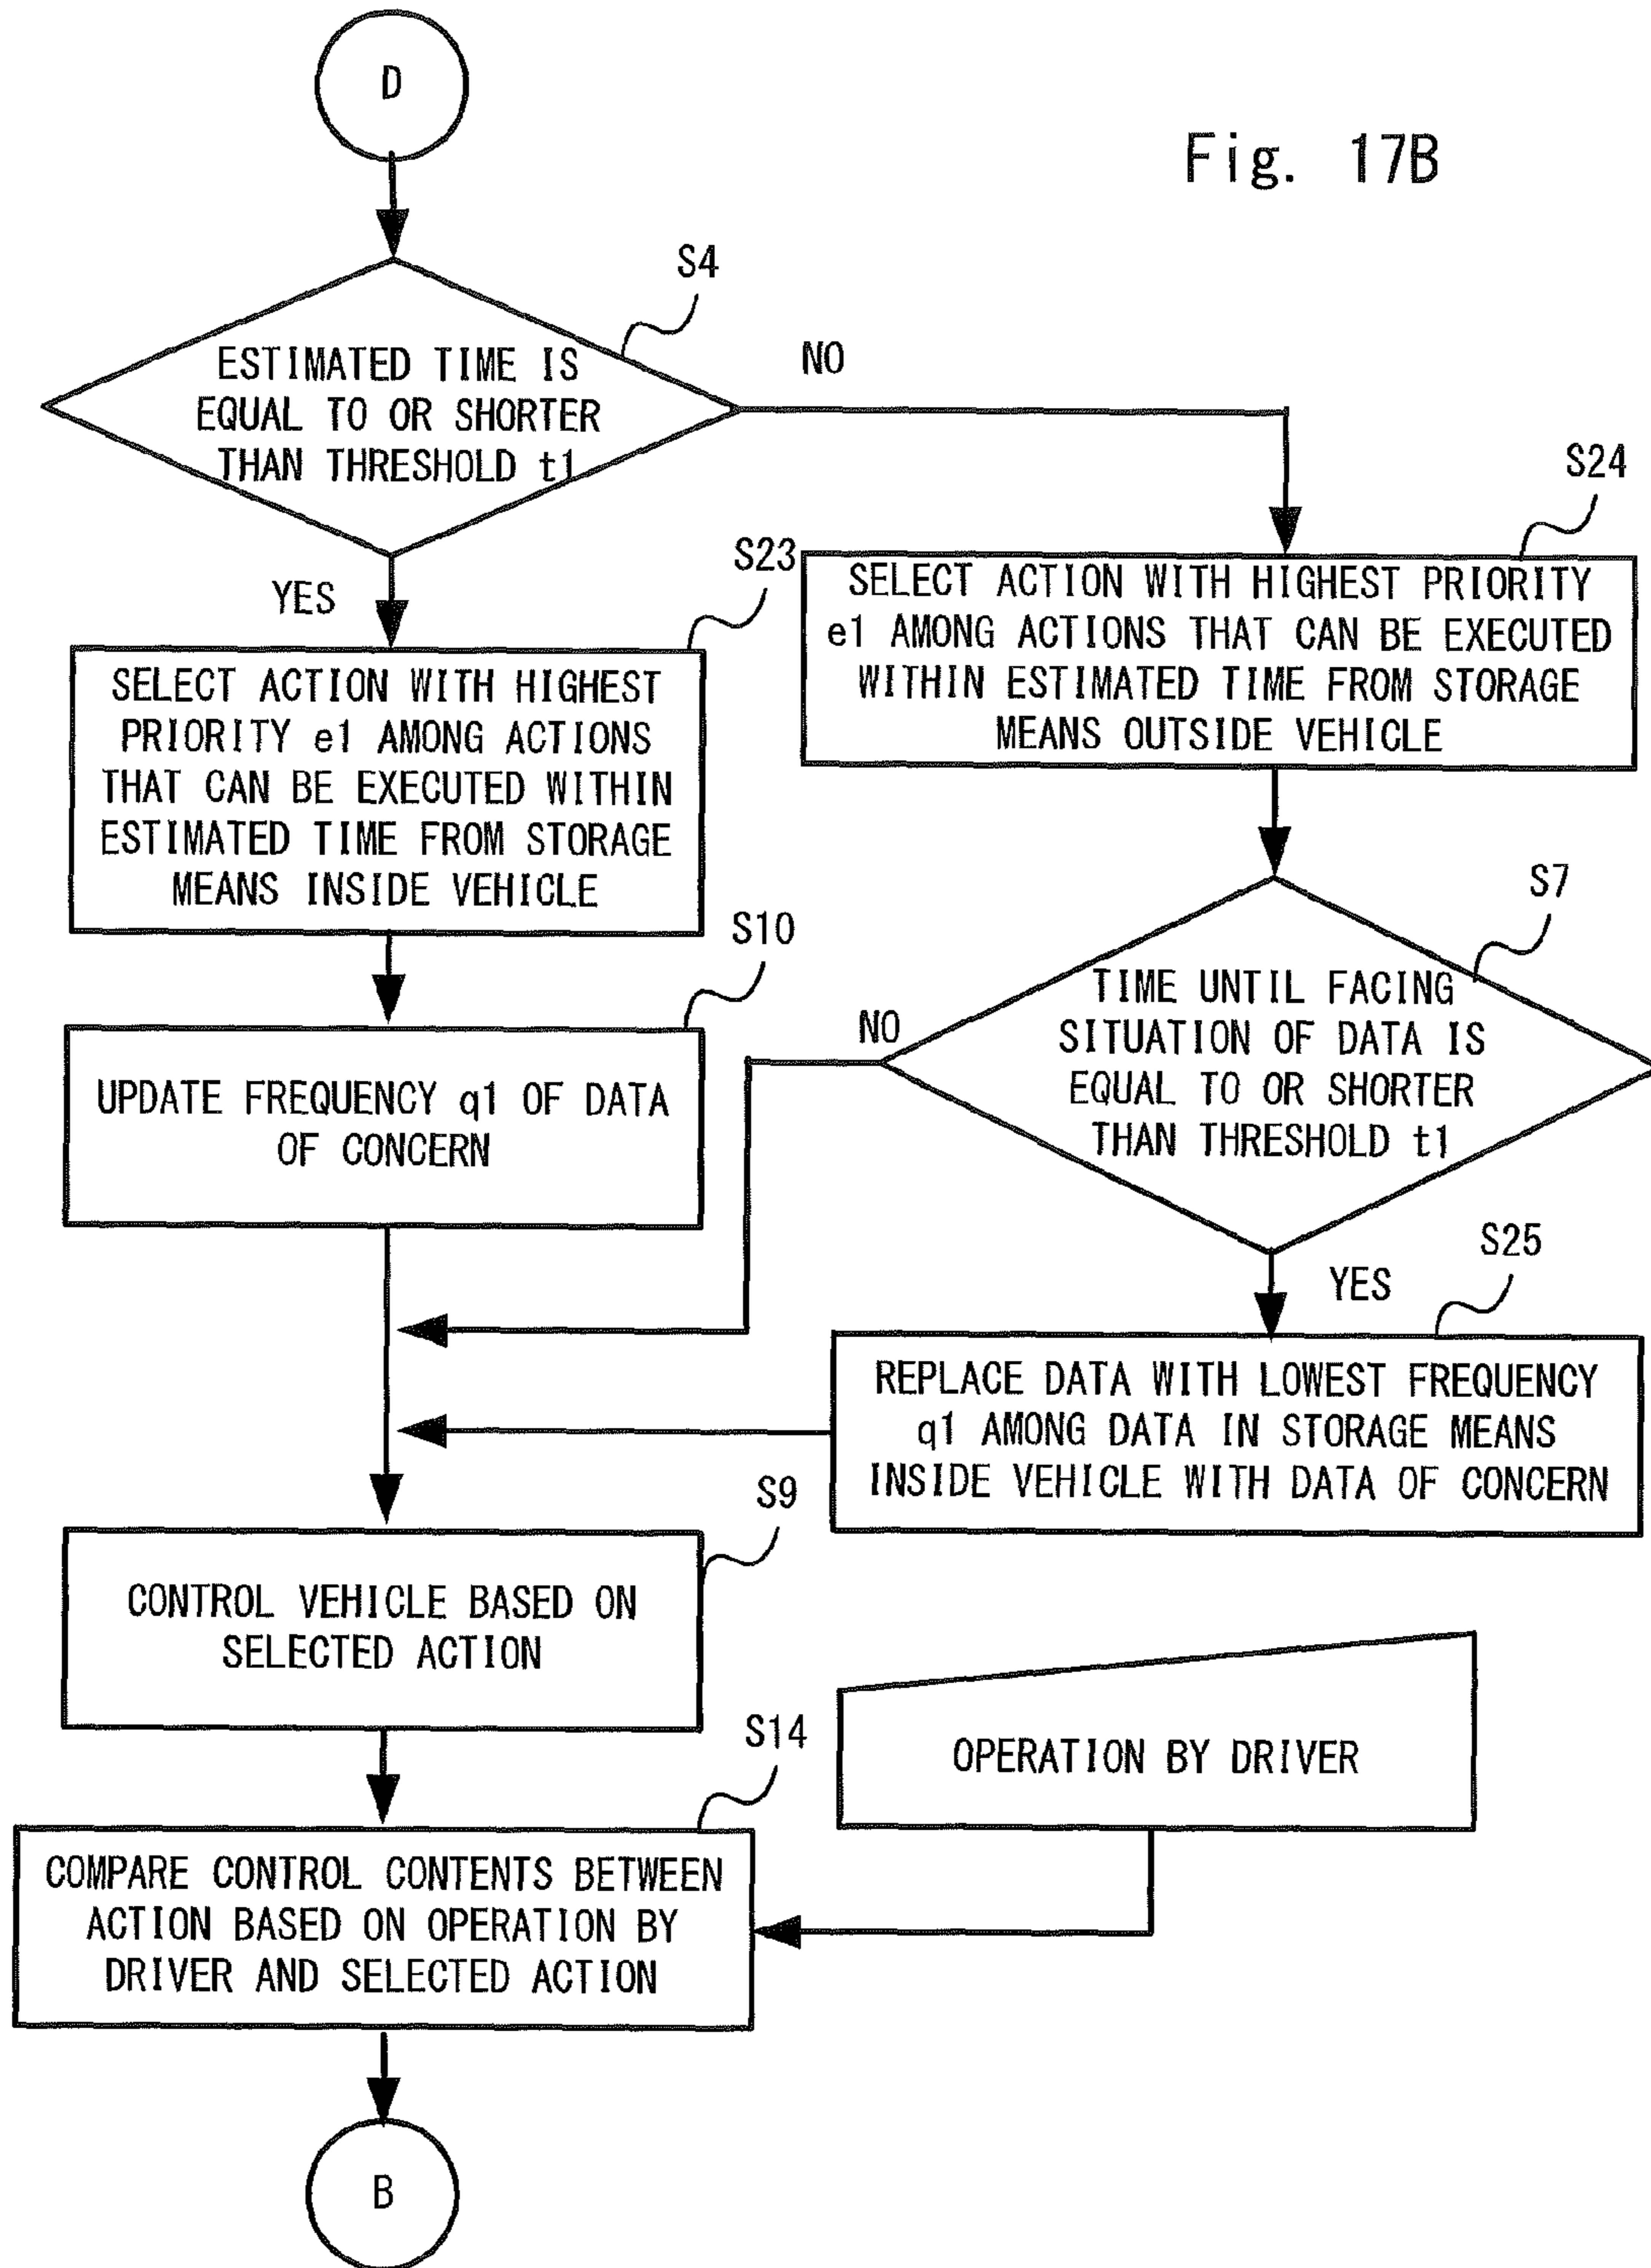 D
Fig. 17B
S4
ESTIMATED TIME IS
EQUAL TO OR SHORTER
THAN THRESHOLD t1
NO
YES
S23
SELECT ACTION WITH HIGHEST
PRIORITY e1 AMONG ACTIONS
THAT CAN BE EXECUTED WITHIN
ESTIMATED TIME FROM STORAGE
MEANS INSIDE VEHICLE
S24
SELECT ACTION WITH HIGHEST PRIORITY
e1 AMONG ACTIONS THAT CAN BE EXECUTED
WITHIN ESTIMATED TIME FROM STORAGE
MEANS OUTSIDE VEHICLE
S10
UPDATE FREQUENCY q1 OF DATA
OF CONCERN
S7
TIME UNTIL FACING
SITUATION OF DATA IS
EQUAL TO OR SHORTER
THAN THRESHOLD t1
NO
YES
S25
REPLACE DATA WITH LOWEST FREQUENCY
q1 AMONG DATA IN STORAGE MEANS
INSIDE VEHICLE WITH DATA OF CONCERN
S9
CONTROL VEHICLE BASED ON
SELECTED ACTION
OPERATION BY DRIVER
S14
COMPARE CONTROL CONTENTS BETWEEN
ACTION BASED ON OPERATION BY
DRIVER AND SELECTED ACTION
B